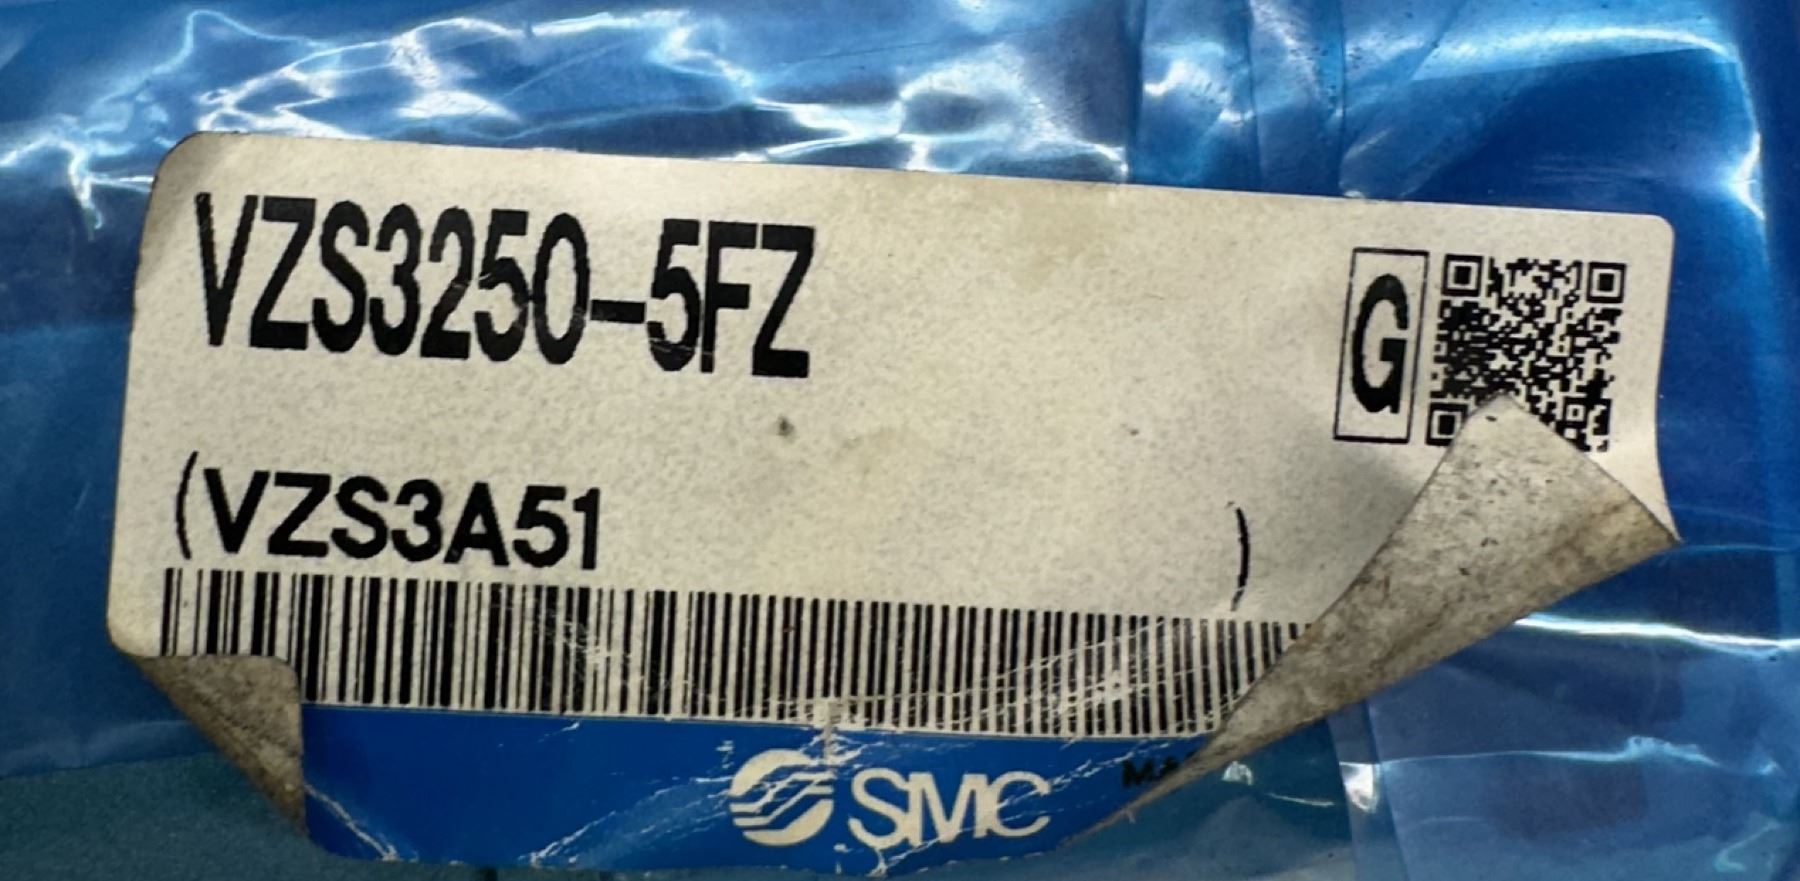 VZS3250-5FZ
G
(VZS3A51 )
SMC